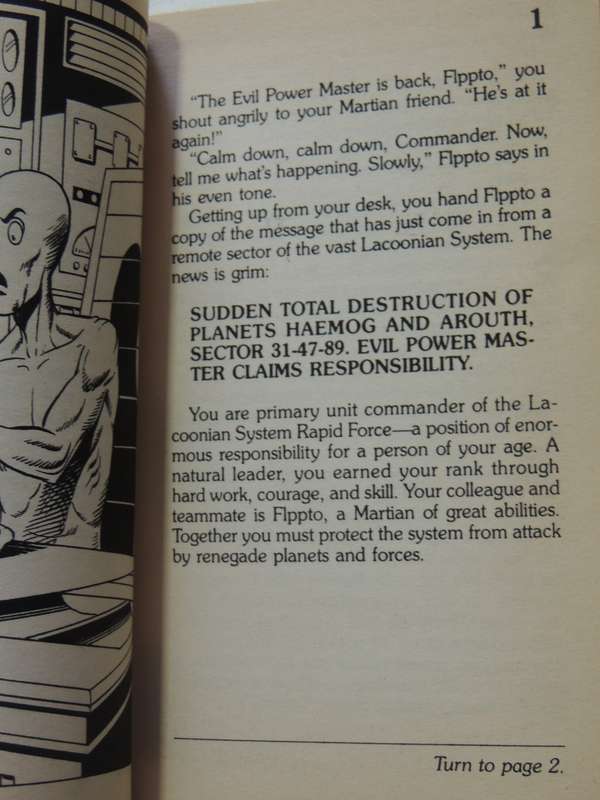 1
"The Evil Power Master is back, Flppto," you
shout angrily to your Martian friend. "He's at it
again!"
"Calm down, calm down, Commander. Now,
tell me what's happening. Slowly," Flppto says in
his even tone.
Getting up from your desk, you hand Flppto a
copy of the message that has just come in from a
remote sector of the vast Lacoonian System. The
news is grim:
SUDDEN TOTAL DESTRUCTION OF
PLANETS HAEMOG AND AROUTH,
SECTOR 31-47-89. EVIL POWER MAS-
TER CLAIMS RESPONSIBILITY.
You are primary unit commander of the La-
coonian System Rapid Force—a position of enor-
mous responsibility for a person of your age. A
natural leader, you earned your rank through
hard work, courage, and skill. Your colleague and
teammate is Flppto, a Martian of great abilities.
Together you must protect the system from attack
by renegade planets and forces.
Turn to page 2.